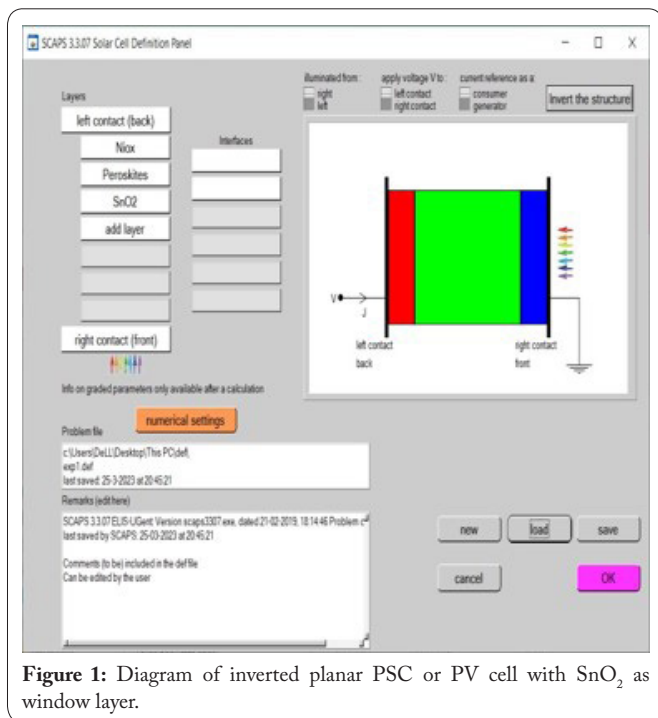 SCAPS 3.3.07 Solar Cell Definition Panel
illuminated from :
right
left
apply voltage V to :
left contact
right contact
current reference as a:
consumer
generator
Invert the structure
Layers
left contact (back)
Niox
Peroskites
SnO2
add layer
right contact (front)
Interfaces
V
J
left contact
back
right contact
front
Info on graded parameters only available after a calculation
numerical settings
Problem file
c:\Users\DeLL\Desktop\This PC\def\
exp1.def
last saved: 25-3-2023 at 20:45:21
Remarks (edit here)
SCAPS 3.3.07 ELIS-UGent: Version scaps3307.exe, dated 21-02-2019, 18:14:46 Problem c
last saved by SCAPS: 25-03-2023 at 20:45:21
Comments (to be) included in the def file
Can be edited by the user
new
load
save
cancel
OK
Figure 1: Diagram of inverted planar PSC or PV cell with SnO₂ as
window layer.